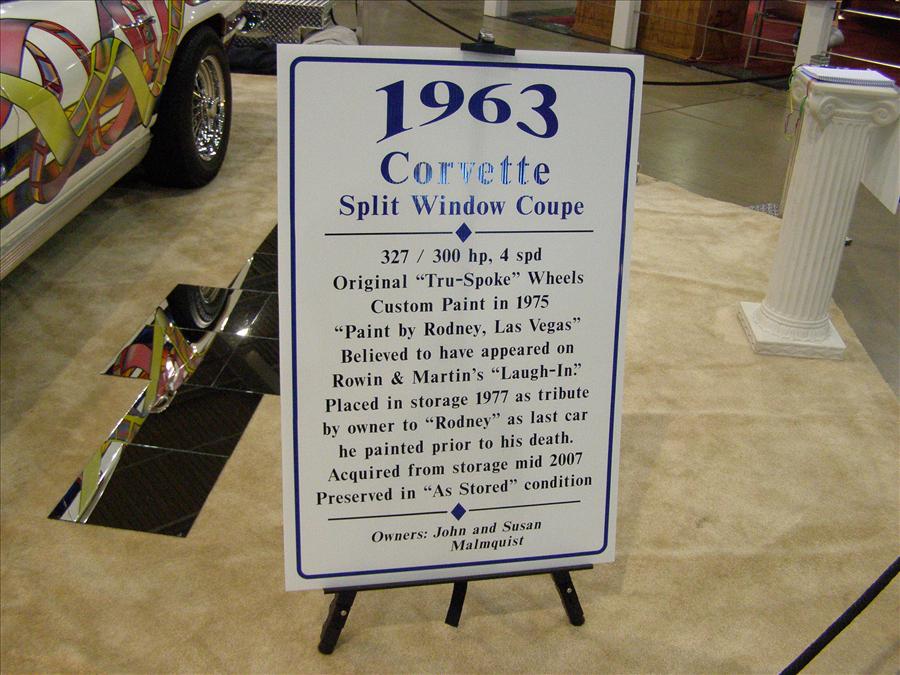 1963
Corvette
Split Window Coupe
327 / 300 hp, 4 spd
Original “Tru-Spoke” Wheels
Custom Paint in 1975
“Paint by Rodney, Las Vegas”
Believed to have appeared on
Rowin & Martin’s “Laugh-In.”
Placed in storage 1977 as tribute
by owner to “Rodney” as last car
he painted prior to his death.
Acquired from storage mid 2007
Preserved in “As Stored” condition
Owners: John and Susan
Malmquist